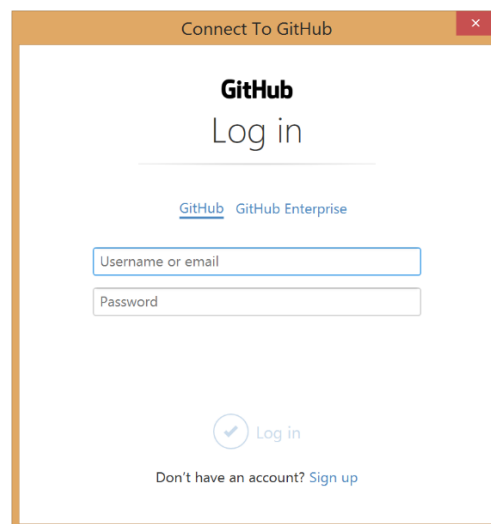 Connect To GitHub
GitHub
Log in
GitHub GitHub Enterprise
Username or email
Password
Log in
Don't have an account? Sign up